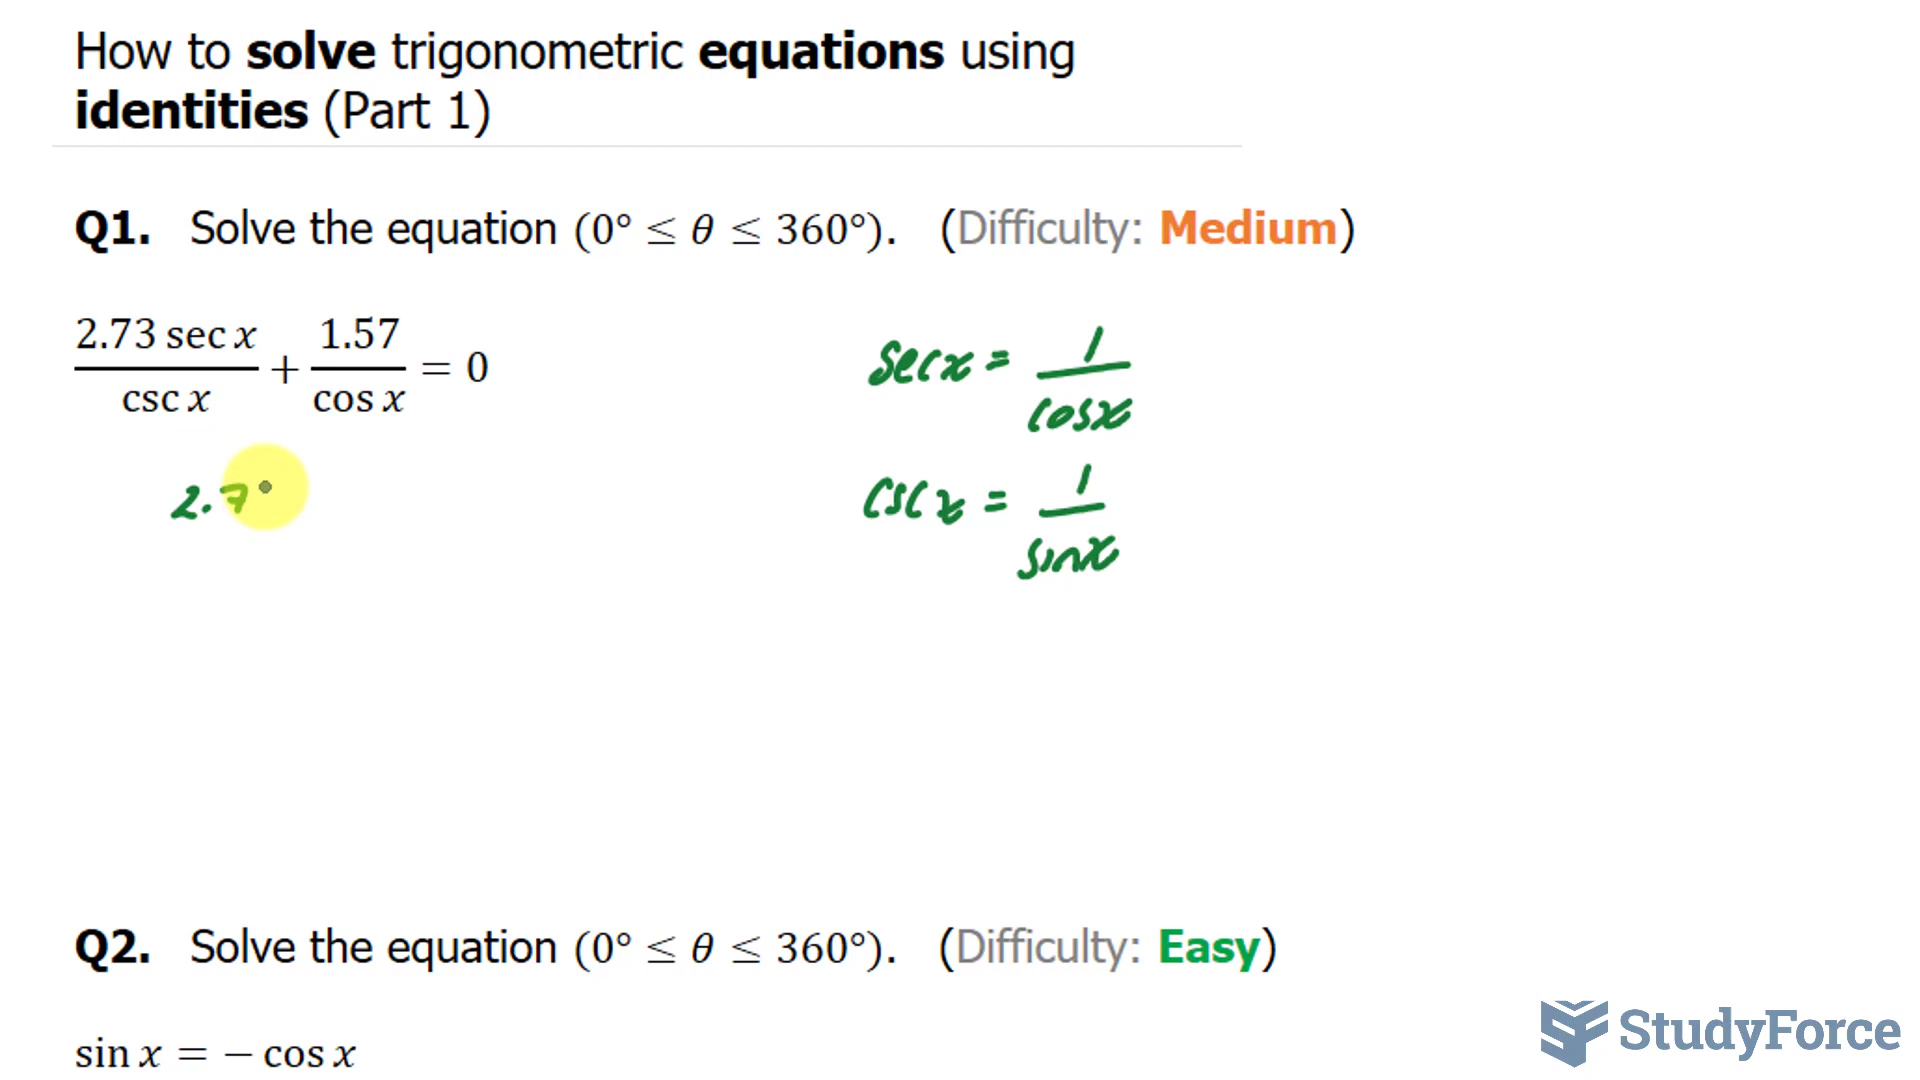 How to solve trigonometric equations using
identities (Part 1)
Q1. Solve the equation (0° ≤ θ ≤ 360°). (Difficulty: Medium)
2.73 sec x / csc x + 1.57 / cos x = 0
sec x = 1 / cos x
2.7
csc x = 1 / sin x
Q2. Solve the equation (0° ≤ θ ≤ 360°). (Difficulty: Easy)
sin x = − cos x
StudyForce